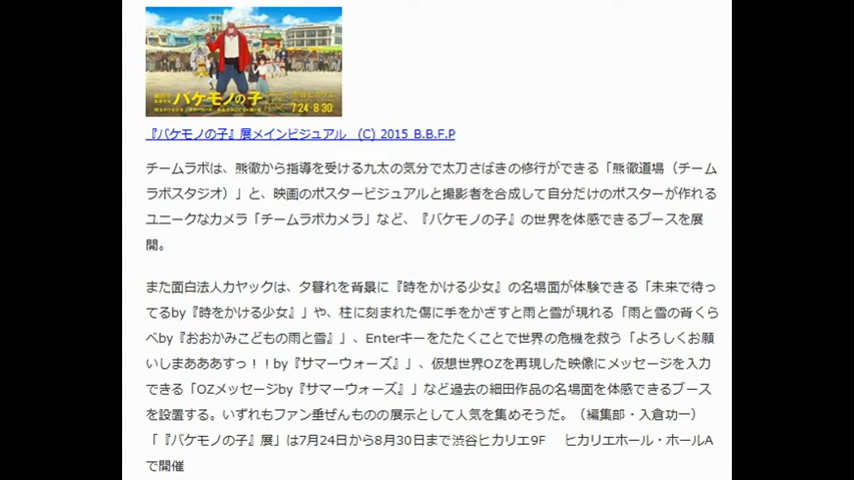 バケモノの子
渋谷ヒカリエ
7.24-8.30
『バケモノの子』展メインビジュアル (C) 2015 B.B.F.P
チームラボは、熊徹から指導を受ける九太の気分で太刀さばきの修行ができる「熊徹道場（チーム
ラボスタジオ）」と、映画のポスタービジュアルと撮影者を合成して自分だけのポスターが作れる
ユニークなカメラ「チームラボカメラ」など、『バケモノの子』の世界を体感できるブースを展
開。
また面白法人カヤックは、夕暮れを背景に『時をかける少女』の名場面が体験できる「未来で待っ
てるby『時をかける少女』」や、柱に刻まれた傷に手をかざすと雨と雪が現れる「雨と雪の背くら
べby『おおかみこどもの雨と雪』」、Enterキーをたたくことで世界の危機を救う「よろしくお願
いしまあああすっ！！by『サマーウォーズ』」、仮想世界OZを再現した映像にメッセージを入力
できる「OZメッセージby『サマーウォーズ』」など過去の細田作品の名場面を体感できるブース
を設置する。いずれもファン垂ぜんものの展示として人気を集めそうだ。（編集部・入倉功一）
「『バケモノの子』展」は7月24日から8月30日まで渋谷ヒカリエ9F　ヒカリエホール・ホールA
で開催